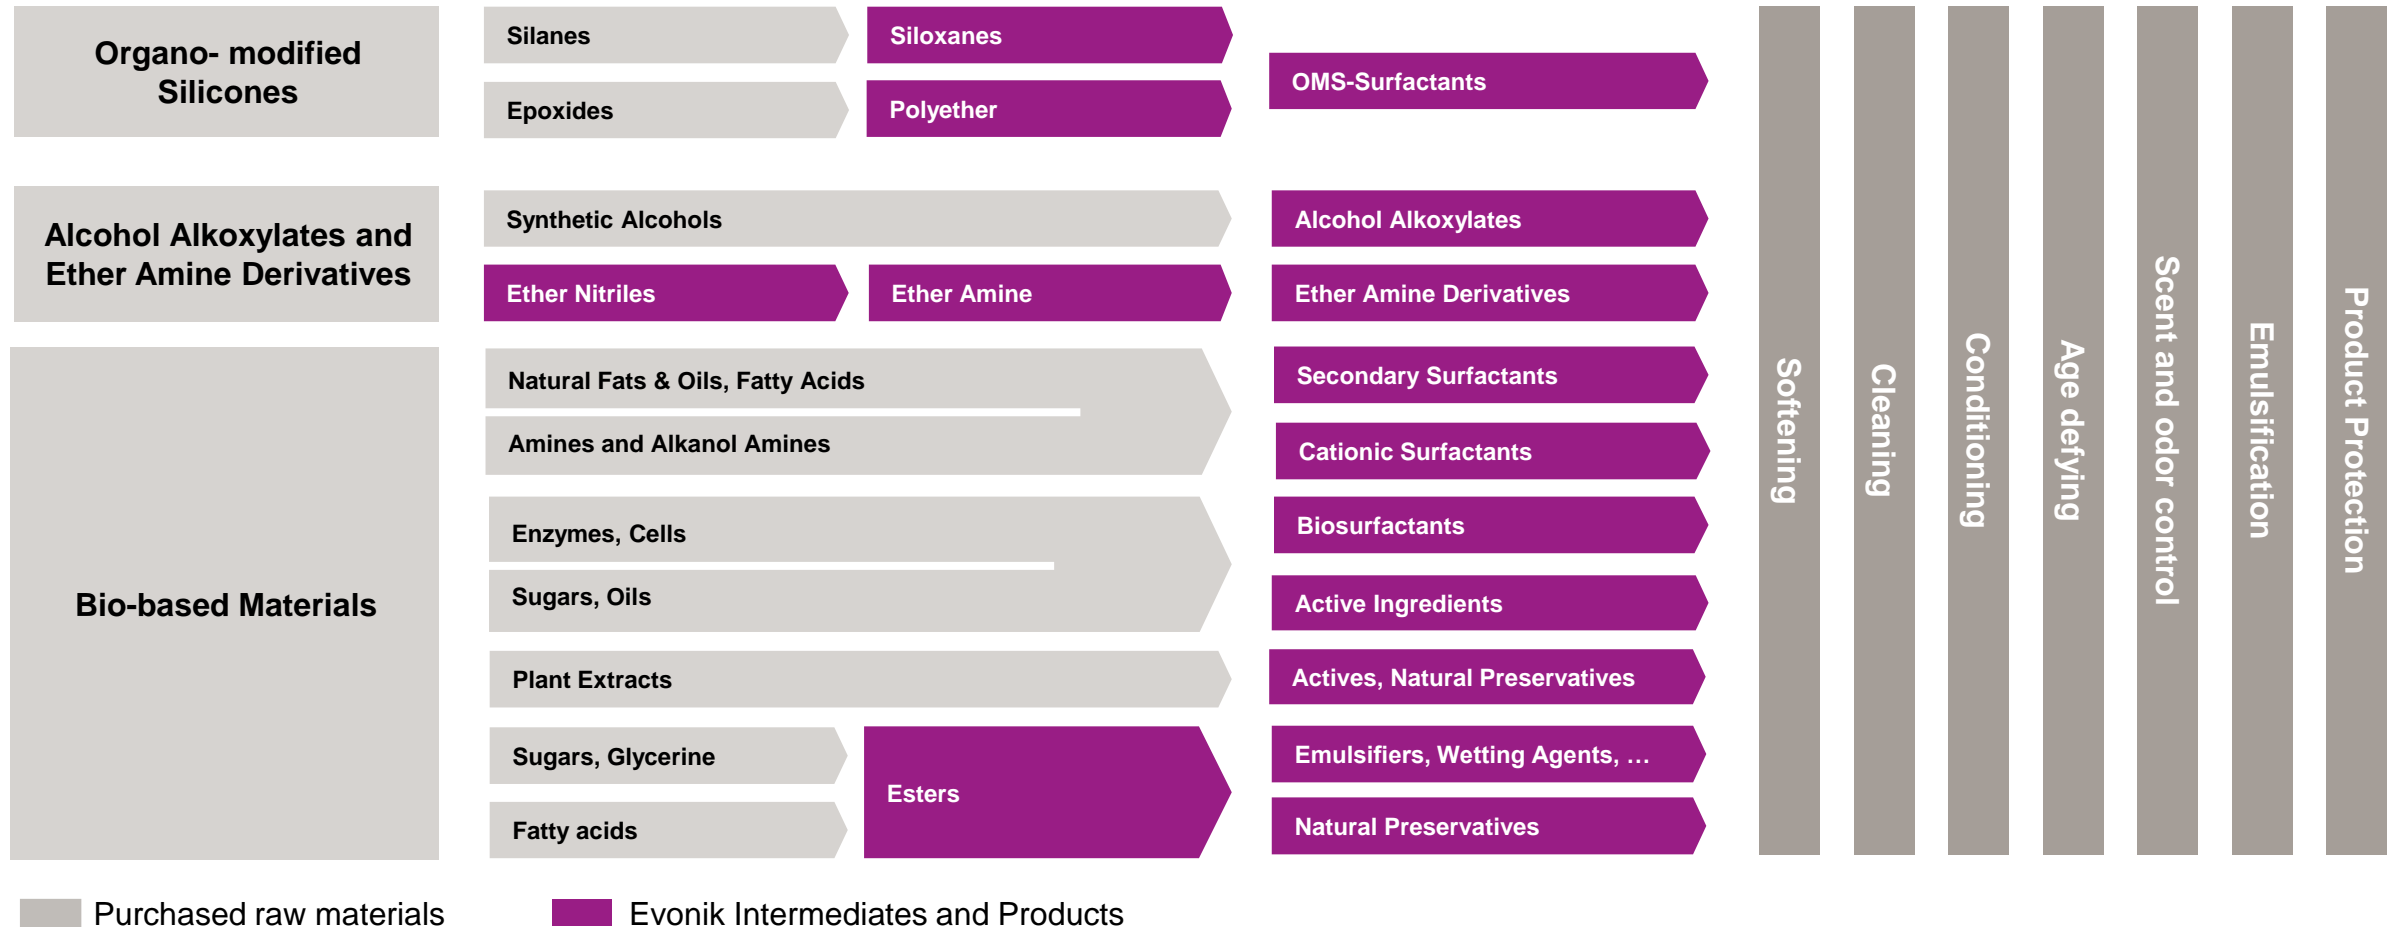 Organo- modified
Silicones
Silanes
Siloxanes
Epoxides
Polyether
OMS-Surfactants
Alcohol Alkoxylates and
Ether Amine Derivatives
Synthetic Alcohols
Alcohol Alkoxylates
Ether Nitriles
Ether Amine
Ether Amine Derivatives
Bio-based Materials
Natural Fats & Oils, Fatty Acids
Amines and Alkanol Amines
Secondary Surfactants
Cationic Surfactants
Enzymes, Cells
Sugars, Oils
Biosurfactants
Active Ingredients
Plant Extracts
Actives, Natural Preservatives
Sugars, Glycerine
Fatty acids
Esters
Emulsifiers, Wetting Agents, …
Natural Preservatives
Softening
Cleaning
Conditioning
Age defying
Scent and odor control
Emulsification
Product Protection
Purchased raw materials
Evonik Intermediates and Products